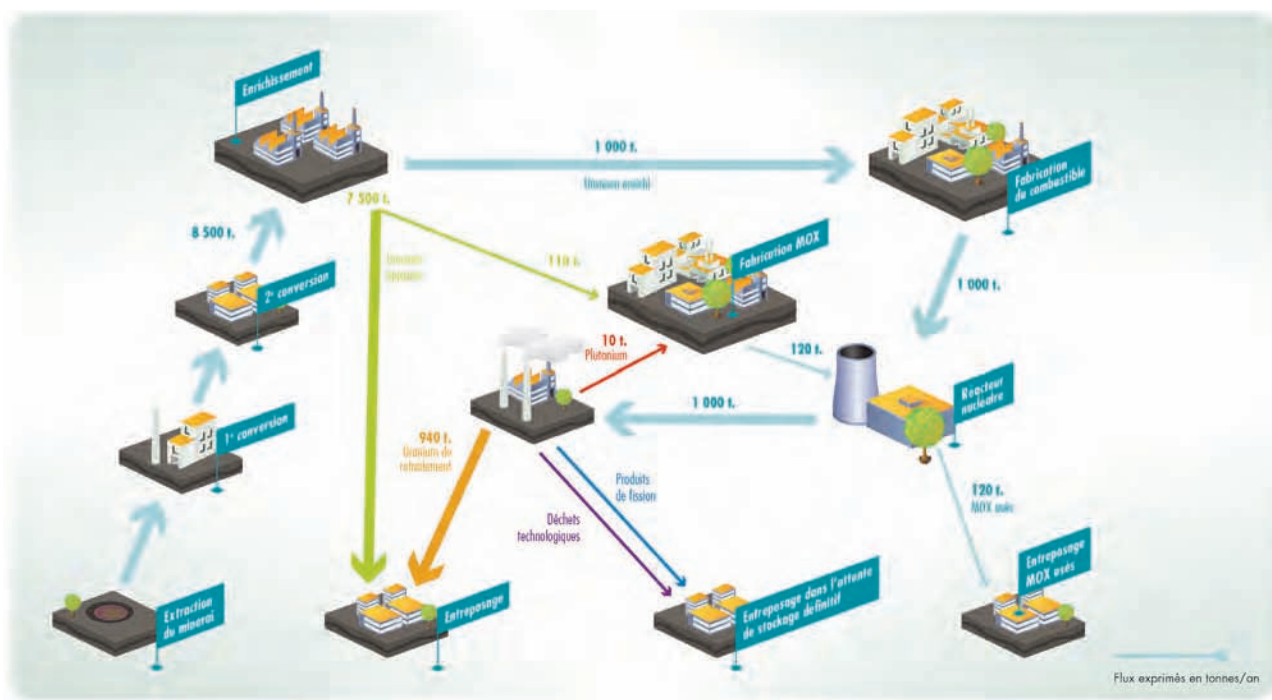 Enrichissement
1 000 t.
Uranium enrichi
Fabrication
du combustible
7 500 t.
8 500 t.
Uranium
appauvri
110 t.
Fabrication MOX
2e conversion
1 000 t.
10 t.
Plutonium
120 t.
Réacteur
nucléaire
1 000 t.
1e conversion
940 t.
Uranium de
retraitement
Produits
de fission
120 t.
MOX usés
Déchets
technologiques
Extraction
du minerai
Entreposage
Entreposage dans l'attente
de stockage définitif
Entreposage
MOX usés
Flux exprimés en tonnes/an